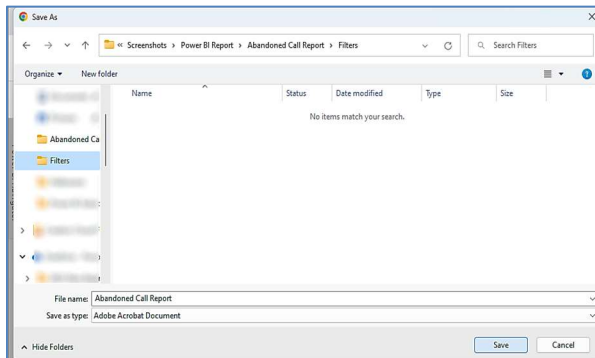 Save As
« Screenshots > Power BI Report > Abandoned Call Report > Filters
Search Filters
Organize New folder
Name Status Date modified Type Size
No items match your search.
Abandoned Ca
Filters
File name: Abandoned Call Report
Save as type: Adobe Acrobat Document
Hide Folders Save Cancel